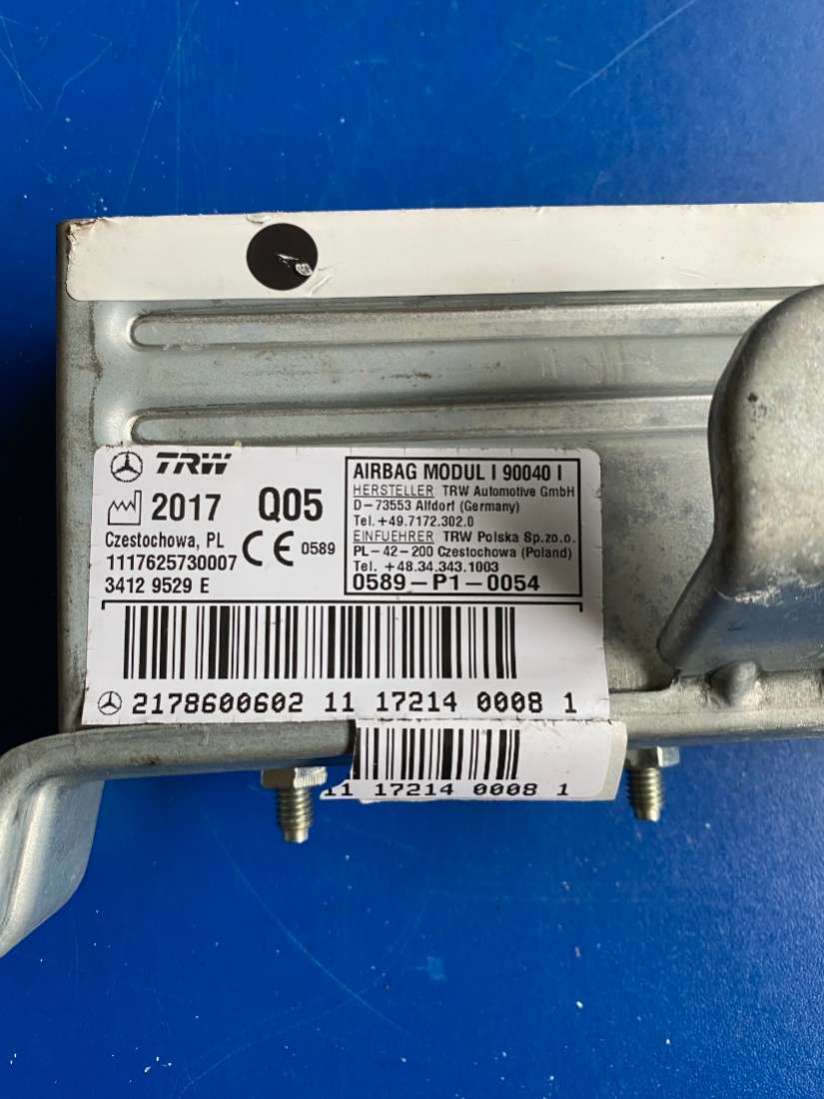 TRW
2017 Q05
Czestochowa, PL
1117625730007
CE 0589
3412 9529 E
AIRBAG MODUL I 90040 I
HERSTELLER TRW Automotive GmbH
D-73553 Alfdorf (Germany)
Tel. +49.7172.302.0
EINFUEHRER TRW Polska Sp.zo.o.
PL-42-200 Czestochowa (Poland)
Tel. +48.34.343.1003
0589-P1-0054
2178600602 11 17214 0008 1
11 17214 0008 1